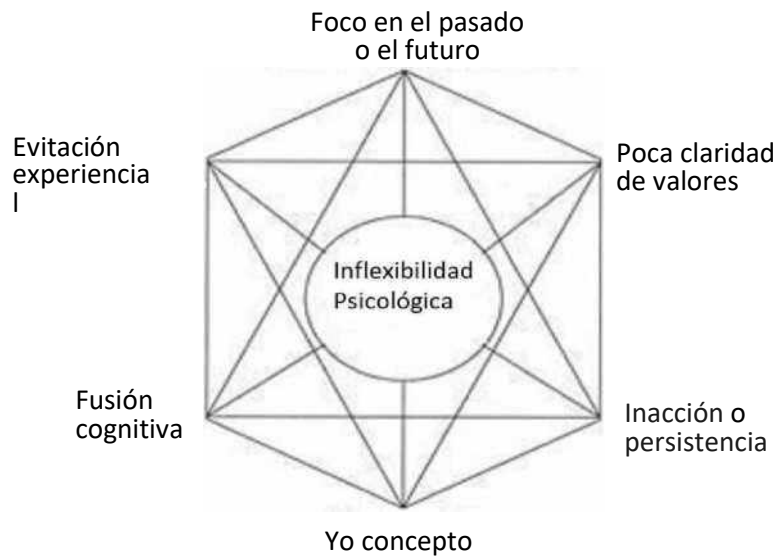 Foco en el pasado
o el futuro
Evitación
experiencia
l
Poca claridad
de valores
Inflexibilidad
Psicológica
Fusión
cognitiva
Inacción o
persistencia
Yo concepto